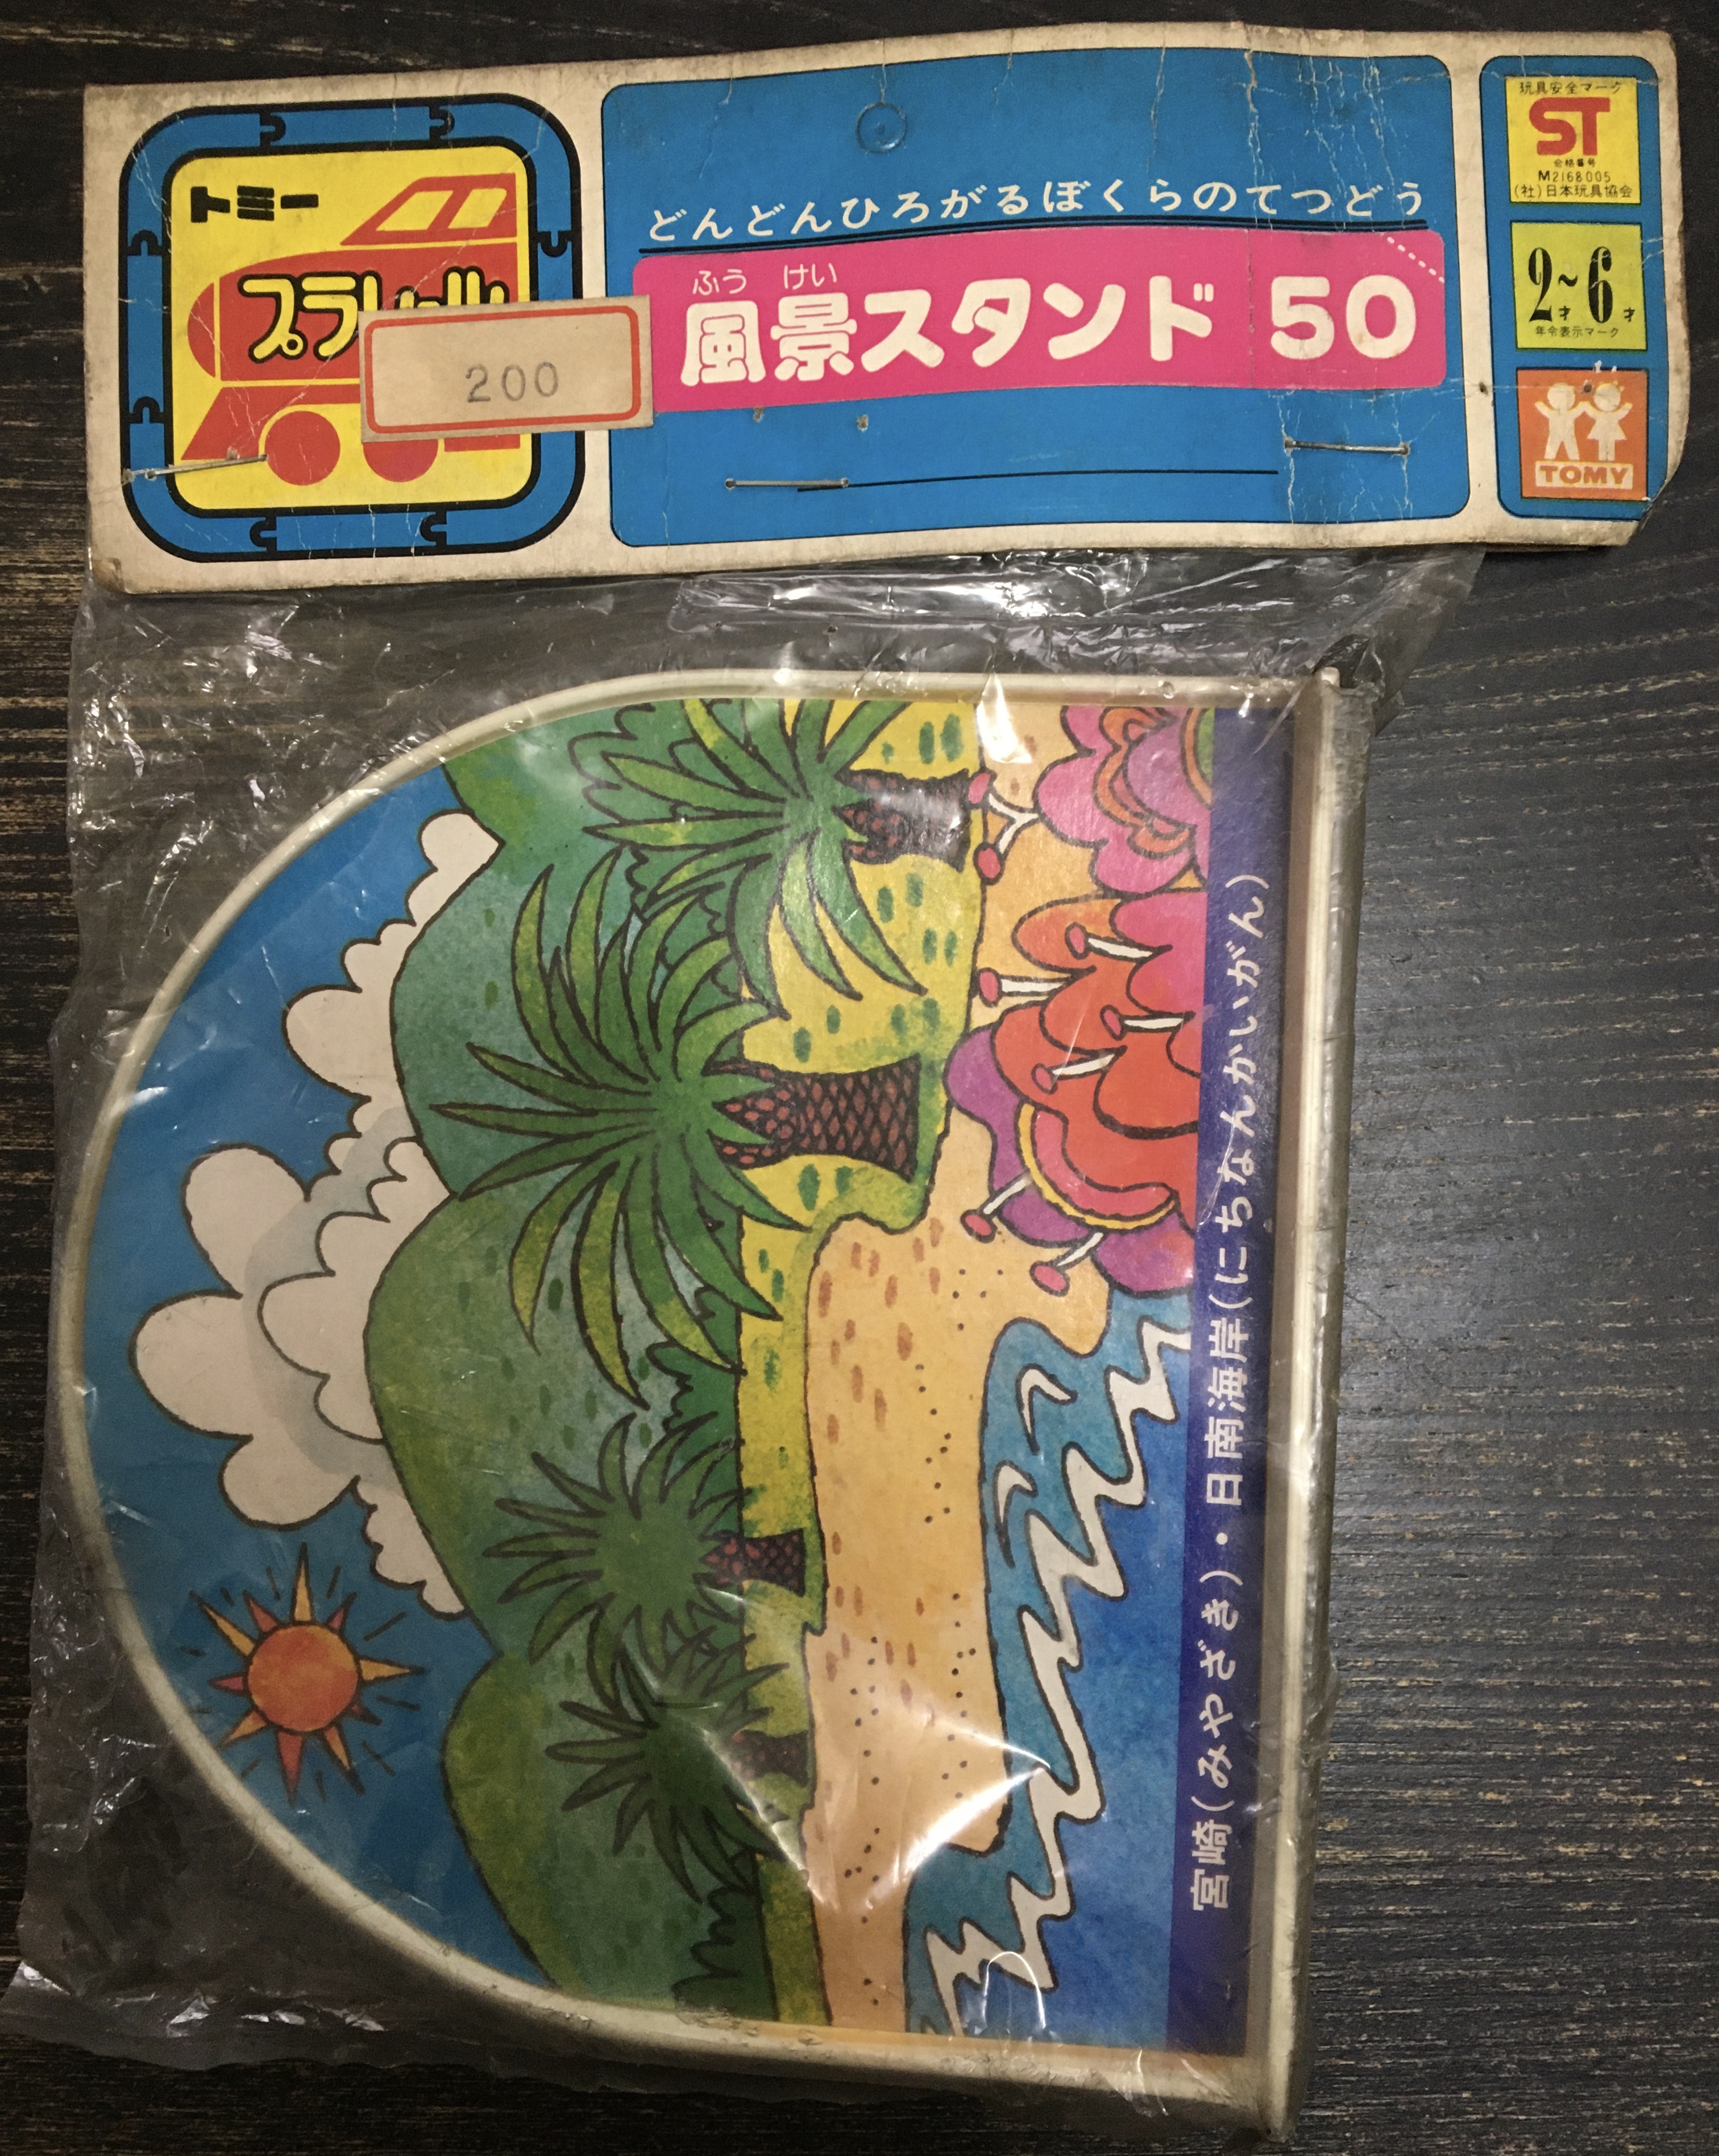 トミー
プラレール
200
どんどんひろがるぼくらのてつどう
ふう けい
風景スタンド 50
玩具安全マーク
ST
合格番号
M2168005
(社)日本玩具協会
2才~6才
年令表示マーク
TOMY
宮崎(みやざき)・日南海岸(にちなんかいがん)